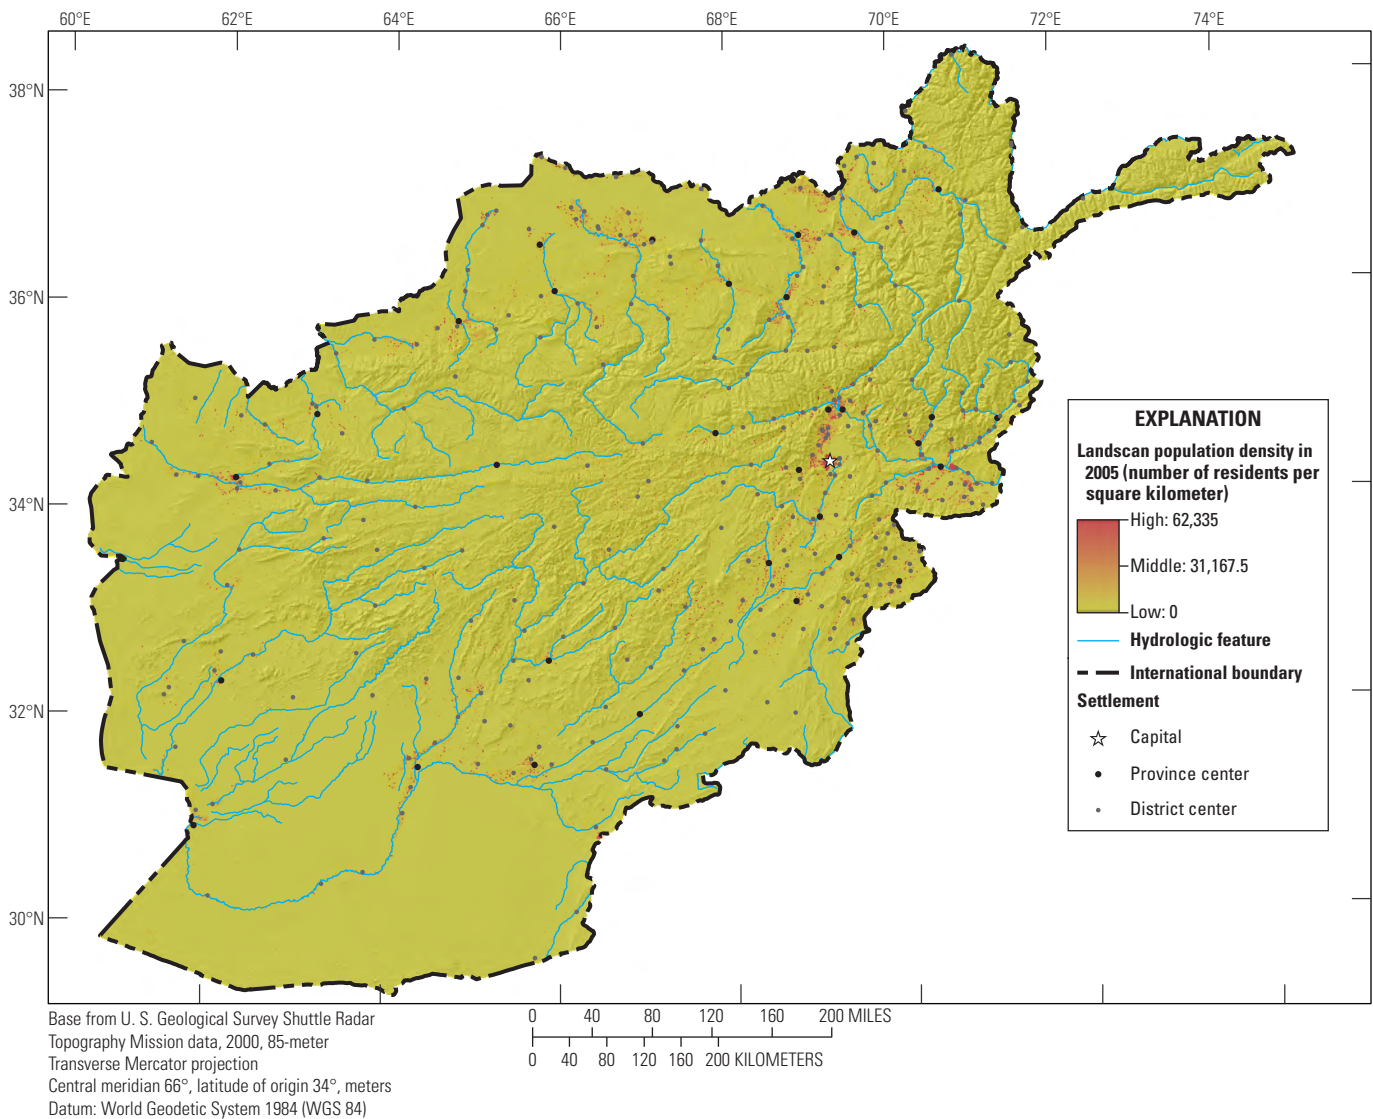 60°E 62°E 64°E 66°E 68°E 70°E 72°E 74°E
38°N
36°N
34°N
32°N
30°N
EXPLANATION
Landscan population density in
2005 (number of residents per
square kilometer)
High: 62,335
Middle: 31,167.5
Low: 0
Hydrologic feature
International boundary
Settlement
Capital
Province center
District center
Base from U. S. Geological Survey Shuttle Radar
Topography Mission data, 2000, 85-meter
Transverse Mercator projection
Central meridian 66°, latitude of origin 34°, meters
Datum: World Geodetic System 1984 (WGS 84)
0 40 80 120 160 200 MILES
0 40 80 120 160 200 KILOMETERS